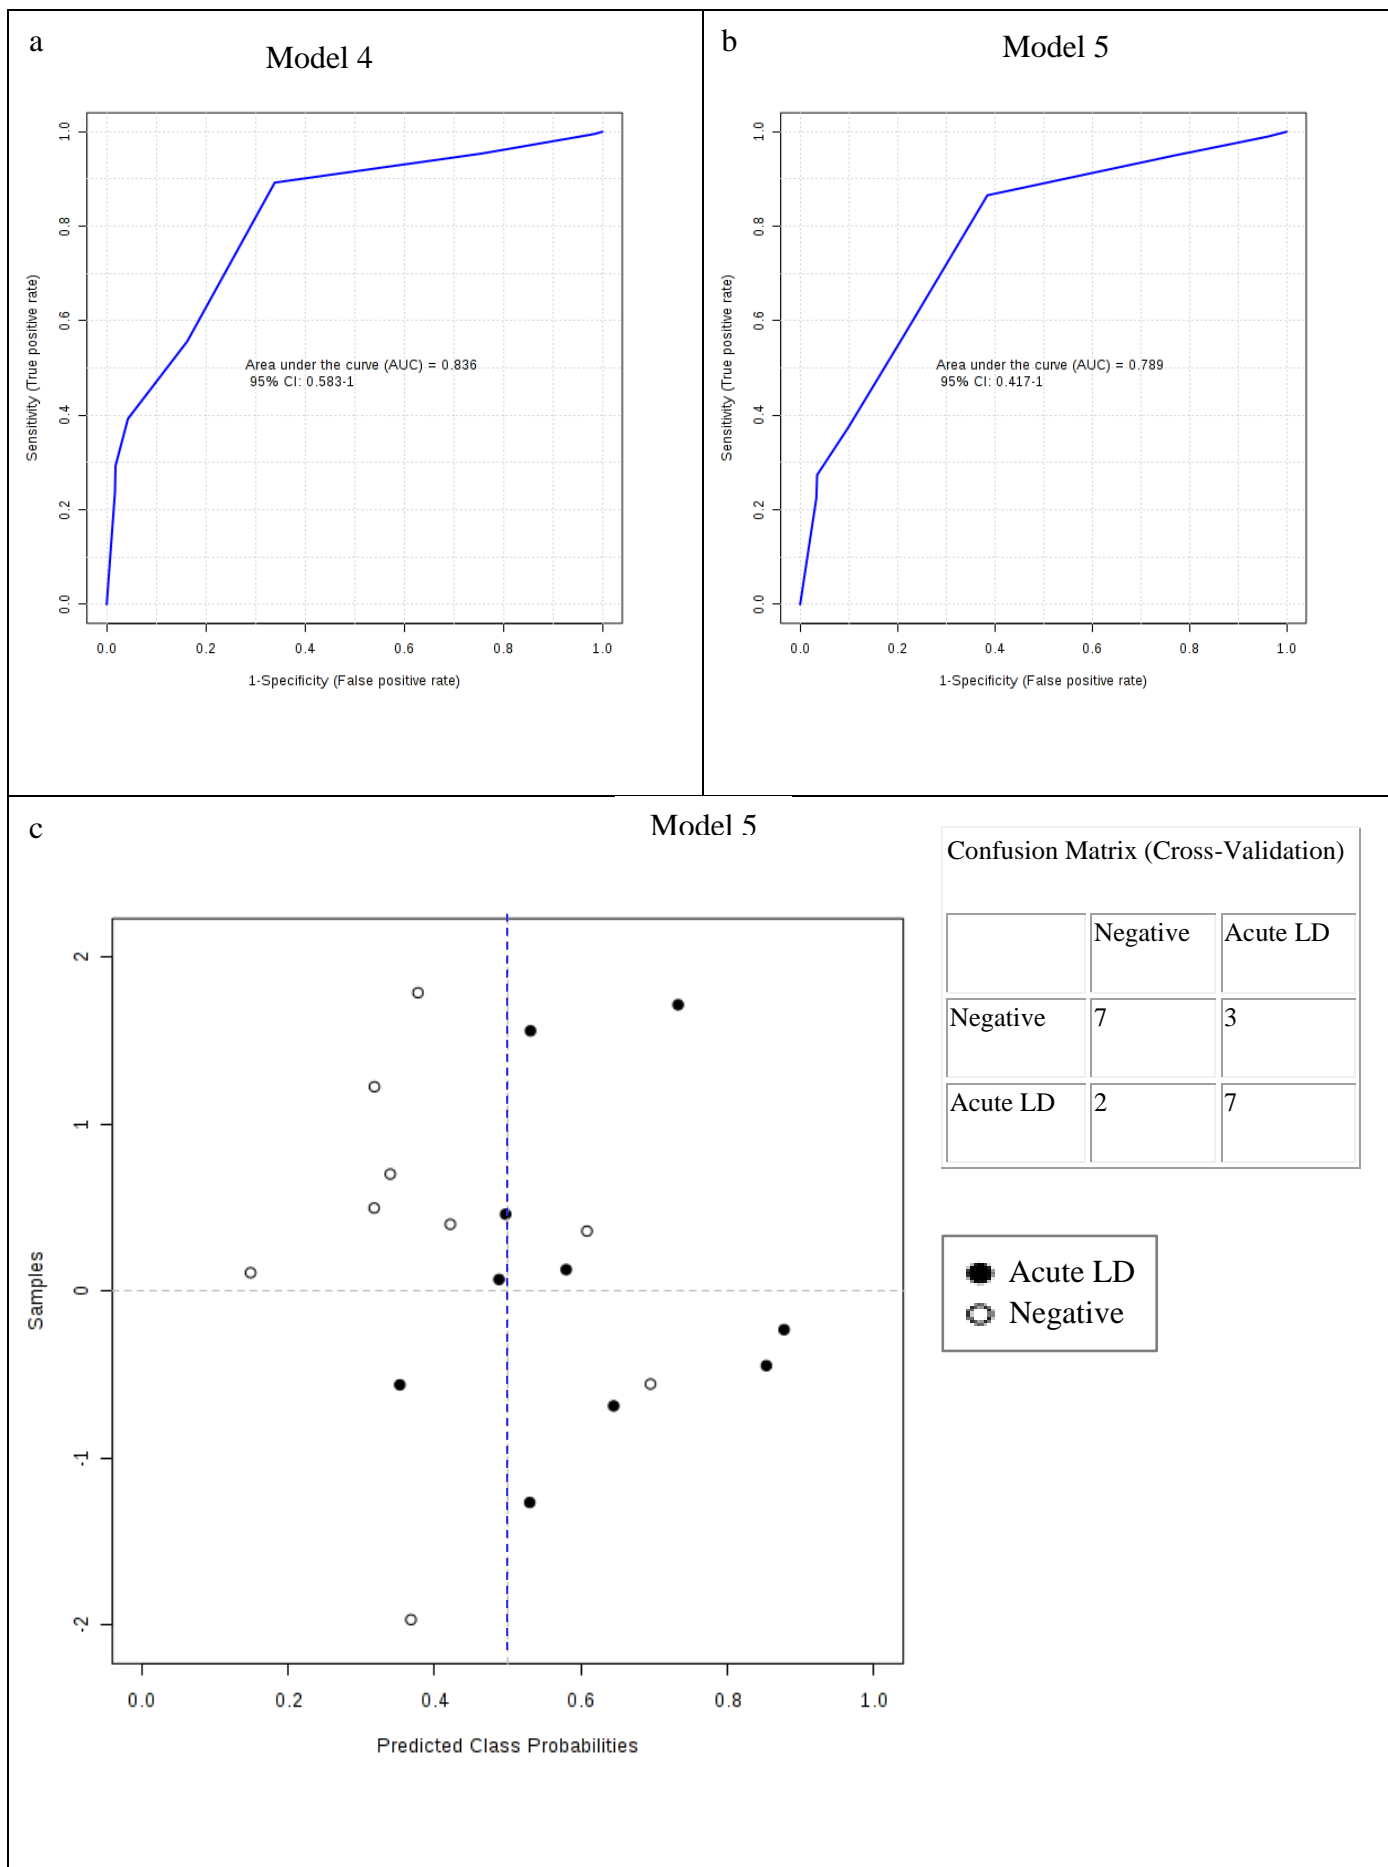 a
Model 4
1.0
0.8
0.6
0.4
0.2
0.0
Sensitivity (True positive rate)
Area under the curve (AUC) = 0.836
95% CI: 0.583-1
0.0 0.2 0.4 0.6 0.8 1.0
1-Specificity (False positive rate)
b
Model 5
1.0
0.8
0.6
0.4
0.2
0.0
Sensitivity (True positive rate)
Area under the curve (AUC) = 0.789
95% CI: 0.417-1
0.0 0.2 0.4 0.6 0.8 1.0
1-Specificity (False positive rate)
c
Model 5
2
1
0
-1
-2
Samples
0.0 0.2 0.4 0.6 0.8 1.0
Predicted Class Probabilities
Confusion Matrix (Cross-Validation)
Negative Acute LD
Negative 7 3
Acute LD 2 7
Acute LD
Negative